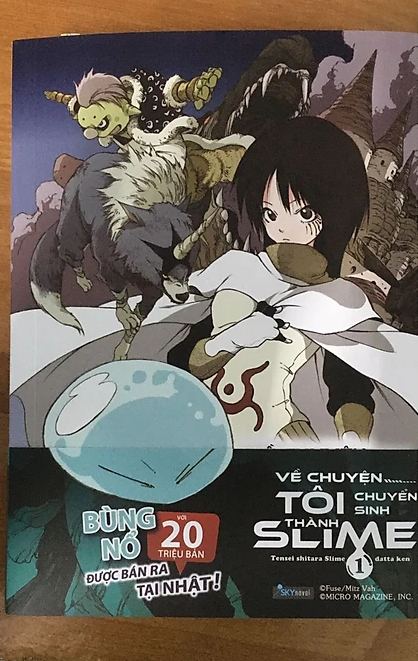 VỀ CHUYỆN........
TÔI CHUYỂN SINH
THÀNH
SLIME
Tensei shitara Slime datta ken
1
BÙNG NỔ
VỚI
20
TRIỆU BẢN
ĐƯỢC BÁN RA
TẠI NHẬT!
SKYnovel
©Fuse/Mitz Vah
©MICRO MAGAZINE, INC.